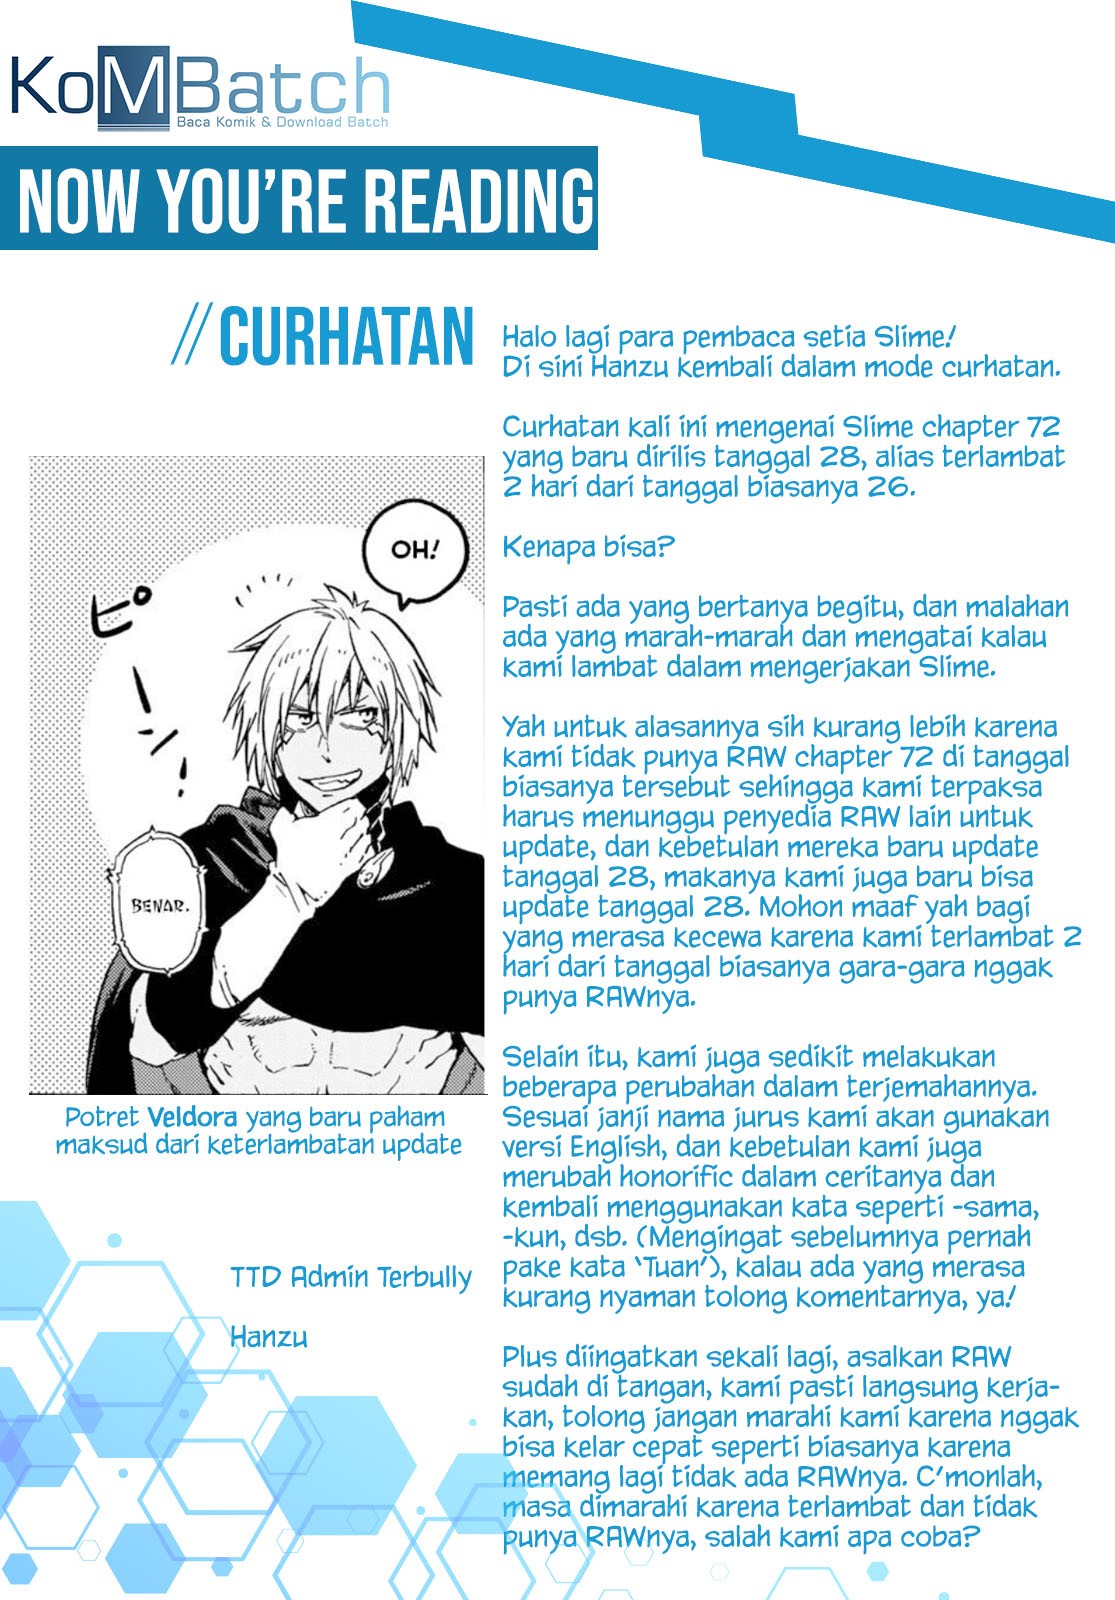 KoMBatch
Baca Komik & Download Batch
NOW YOU'RE READING
// CURHATAN
OH!
ピーン!
BENAR.
Potret Veldora yang baru paham
maksud dari keterlambatan update
TTD Admin Terbully
Hanzu
Halo lagi para pembaca setia Slime!
Di sini Hanzu kembali dalam mode curhatan.
Curhatan kali ini mengenai Slime chapter 72
yang baru dirilis tanggal 28, alias terlambat
2 hari dari tanggal biasanya 26.
Kenapa bisa?
Pasti ada yang bertanya begitu, dan malahan
ada yang marah-marah dan mengatai kalau
kami lambat dalam mengerjakan Slime.
Yah untuk alasannya sih kurang lebih karena
kami tidak punya RAW chapter 72 di tanggal
biasanya tersebut sehingga kami terpaksa
harus menunggu penyedia RAW lain untuk
update, dan kebetulan mereka baru update
tanggal 28, makanya kami juga baru bisa
update tanggal 28. Mohon maaf yah bagi
yang merasa kecewa karena kami terlambat 2
hari dari tanggal biasanya gara-gara nggak
punya RAWnya.
Selain itu, kami juga sedikit melakukan
beberapa perubahan dalam terjemahannya.
Sesuai janji nama jurus kami akan gunakan
versi English, dan kebetulan kami juga
merubah honorific dalam ceritanya dan
kembali menggunakan kata seperti -sama,
-kun, dsb. (Mengingat sebelumnya pernah
pake kata 'Tuan'), kalau ada yang merasa
kurang nyaman tolong komentarnya, ya!
Plus diingatkan sekali lagi, asalkan RAW
sudah di tangan, kami pasti langsung kerja-
kan, tolong jangan marahi kami karena nggak
bisa kelar cepat seperti biasanya karena
memang lagi tidak ada RAWnya. C'monlah,
masa dimarahi karena terlambat dan tidak
punya RAWnya, salah kami apa coba?